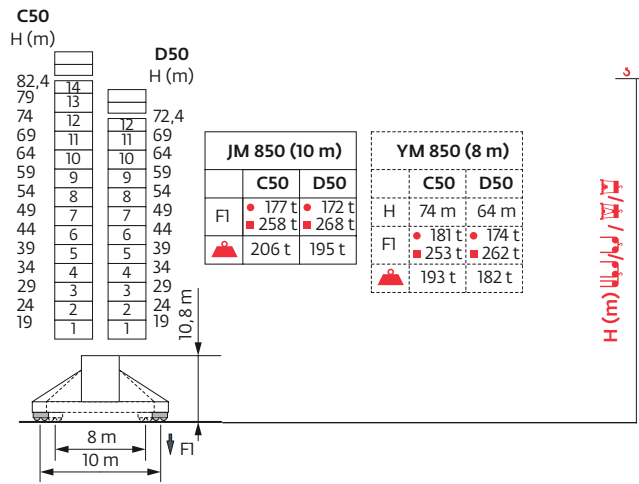 C50
H (m)
D50
H (m)
82,4
79
74
69
64
59
54
49
44
39
34
29
24
19
14
13
12
11
10
9
8
7
6
5
4
3
2
1
12
11
10
9
8
7
6
5
4
3
2
1
72,4
69
64
59
54
49
44
39
34
29
24
19
JM 850 (10 m)
C50 D50
F1 177 t 172 t
258 t 268 t
206 t 195 t
YM 850 (8 m)
C50 D50
H 74 m 64 m
F1 181 t 174 t
253 t 262 t
193 t 182 t
10,8 m
8 m
10 m
F1
H (m)
/ / /